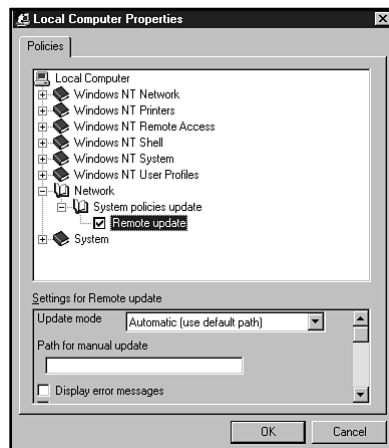 Local Computer Properties
Policies
Local Computer
Windows NT Network
Windows NT Printers
Windows NT Remote Access
Windows NT Shell
Windows NT System
Windows NT User Profiles
Network
System policies update
Remote update
System
Settings for Remote update
Update mode Automatic (use default path)
Path for manual update
Display error messages
OK Cancel